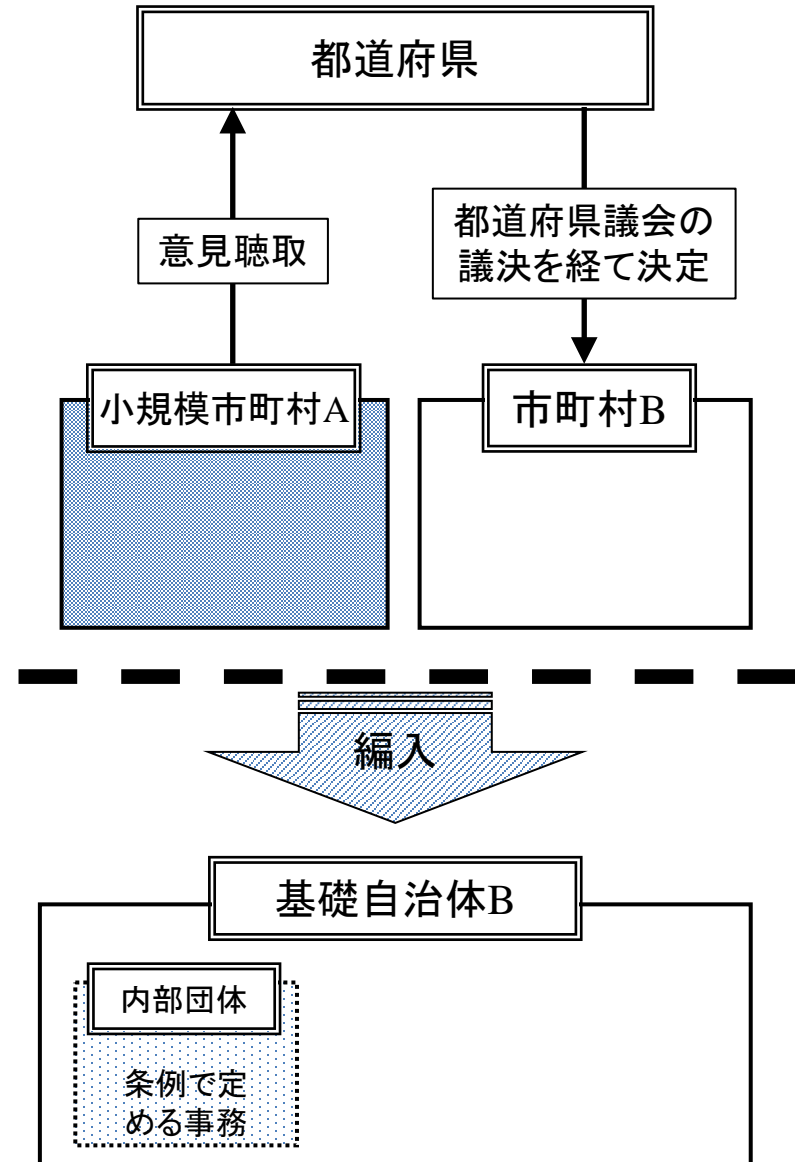 都道府県
意見聴取
都道府県議会の
議決を経て決定
小規模市町村A
市町村B
編入
基礎自治体B
内部団体
条例で定
める事務